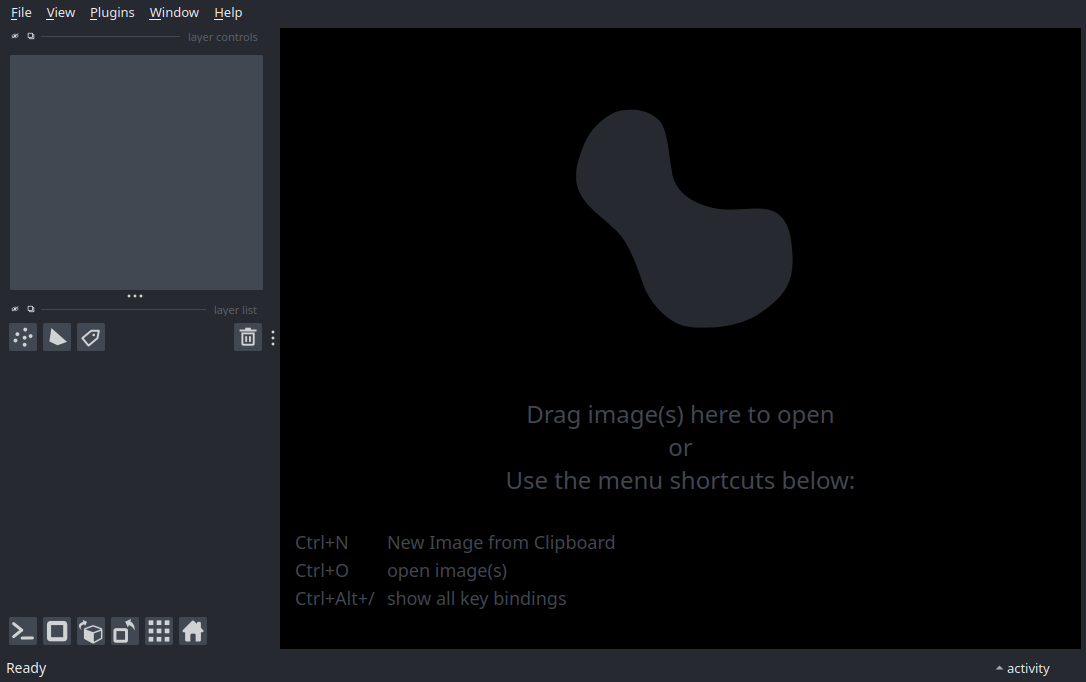 File View Plugins Window Help
layer controls
layer list
Drag image(s) here to open
or
Use the menu shortcuts below:
Ctrl+N New Image from Clipboard
Ctrl+O open image(s)
Ctrl+Alt+/ show all key bindings
Ready activity